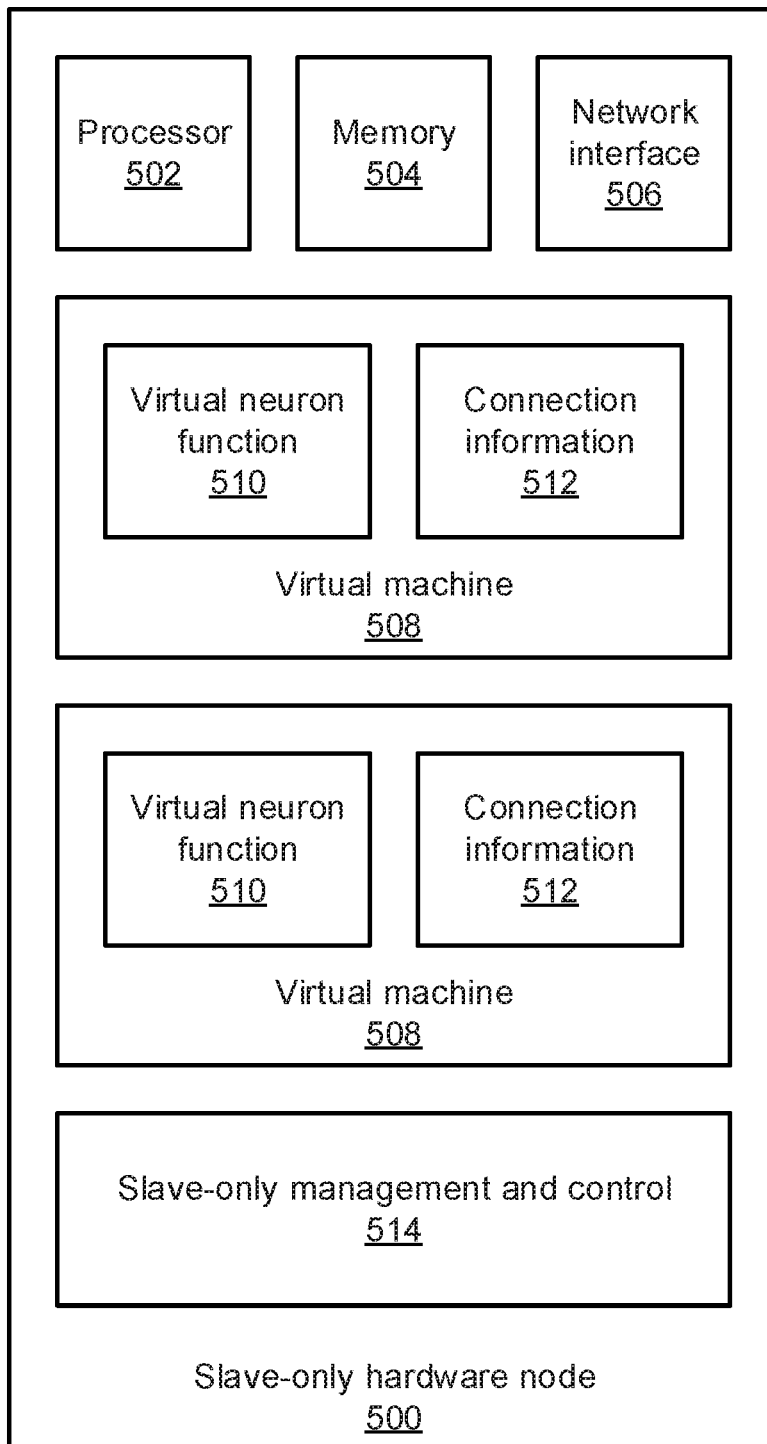 Processor
502
Memory
504
Network
interface
506
Virtual neuron
function
510
Connection
information
512
Virtual machine
508
Virtual neuron
function
510
Connection
information
512
Virtual machine
508
Slave-only management and control
514
Slave-only hardware node
500